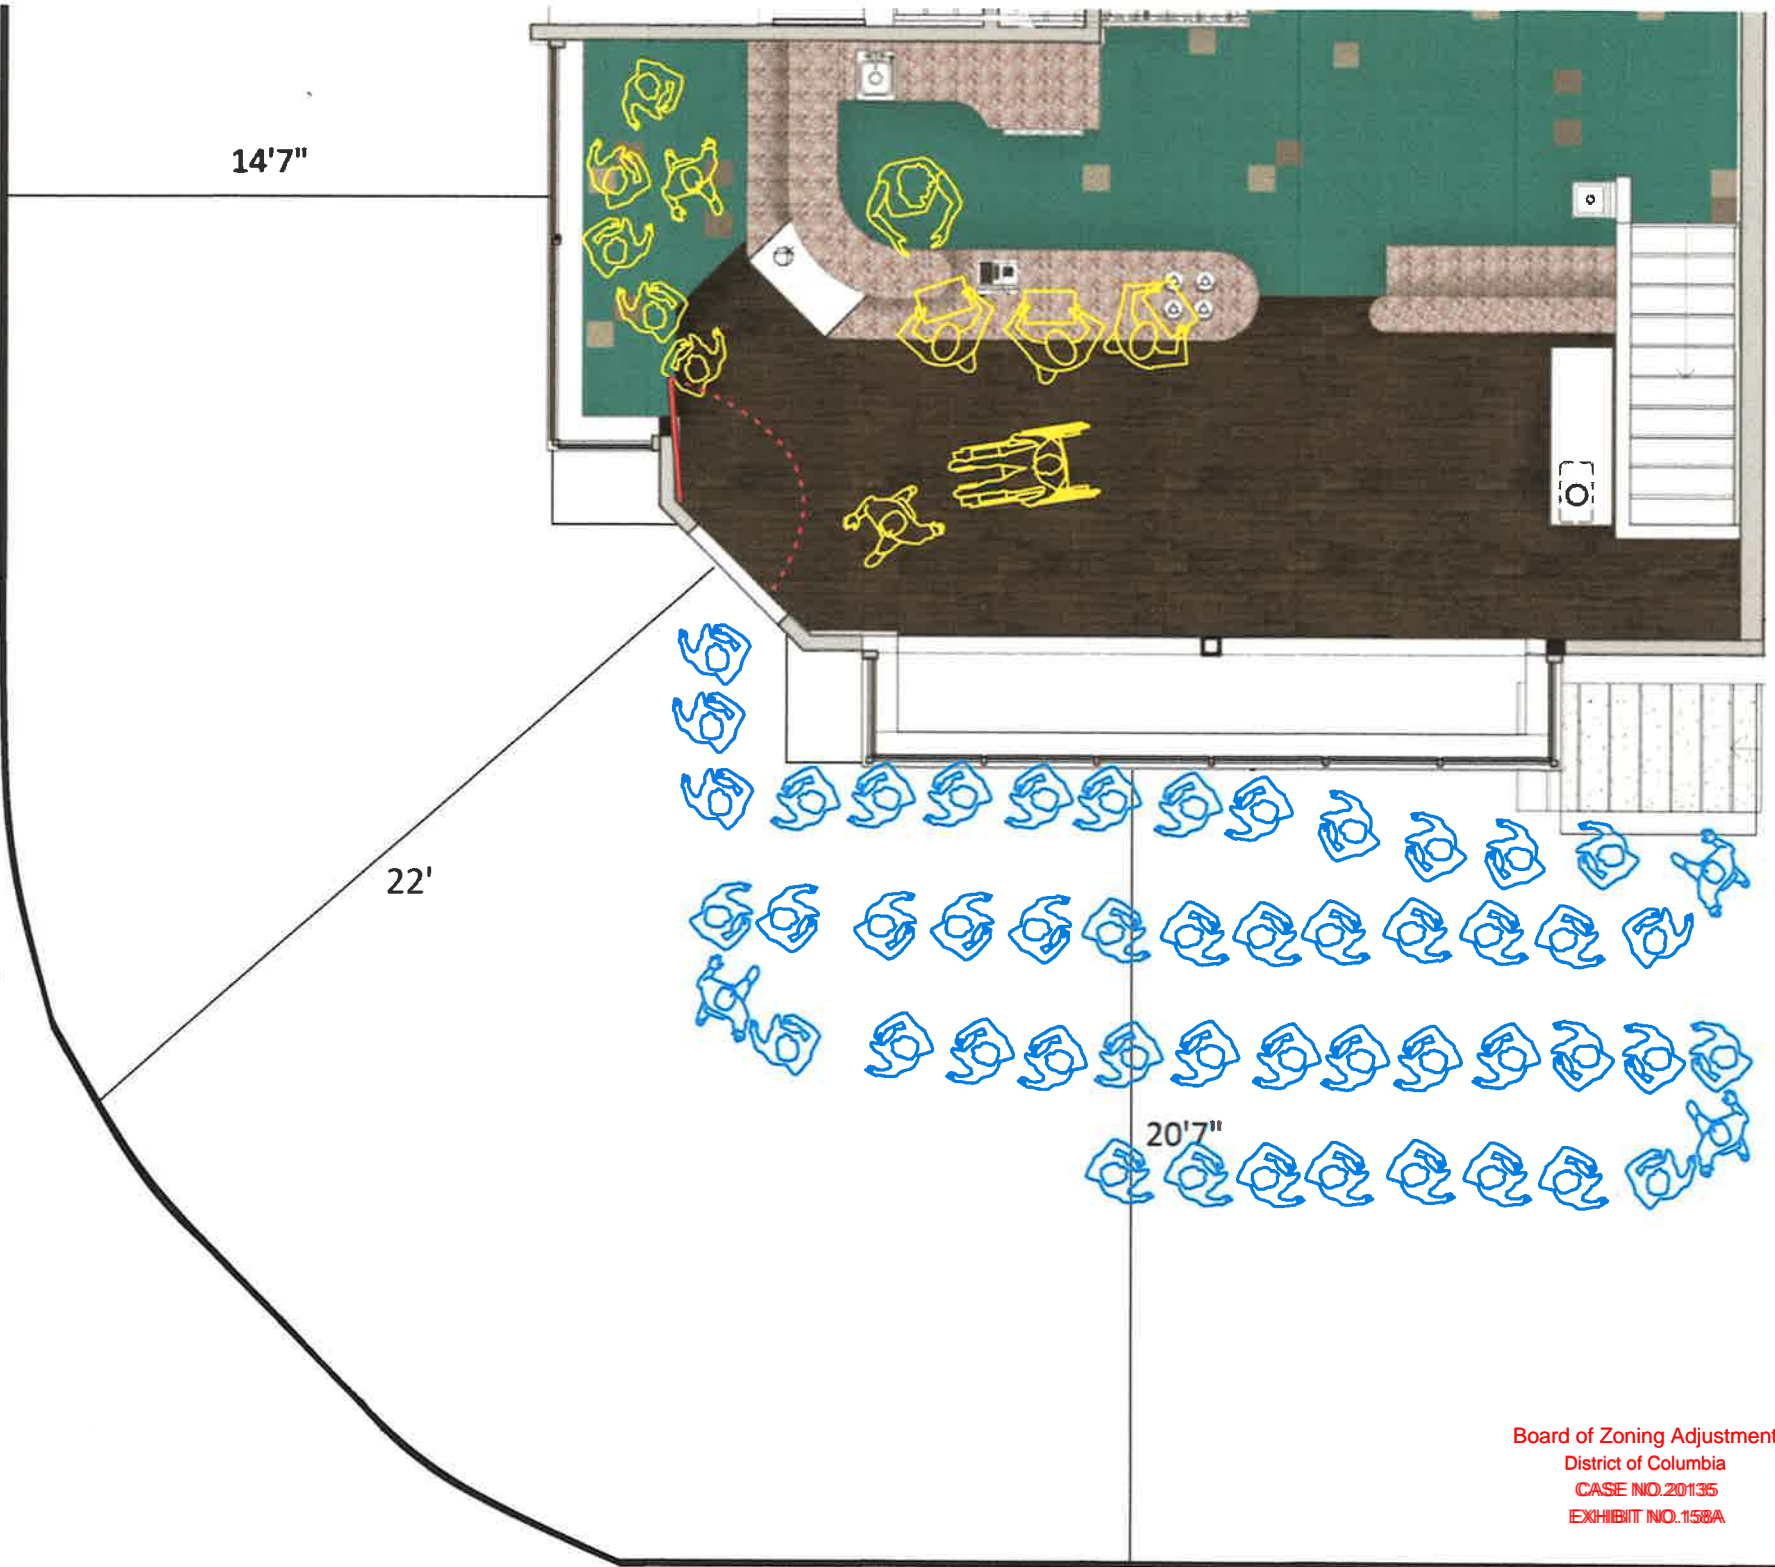 14'7"
22'
20'7"
Board of Zoning Adjustment
District of Columbia
CASE NO.20135
EXHIBIT NO.158A